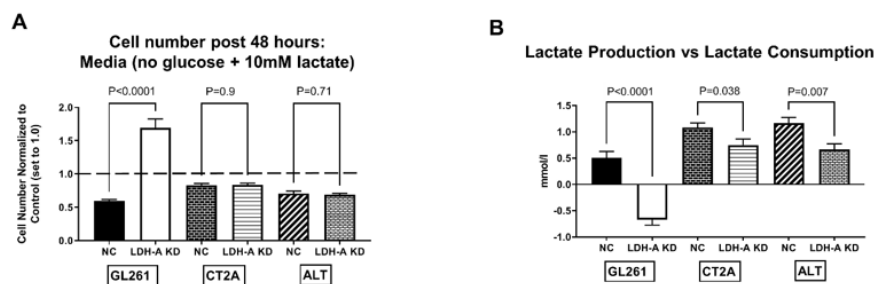 A
Cell number post 48 hours:
Media (no glucose + 10mM lactate)
P<0.0001
P=0.9
P=0.71
Cell Number Normalized to
Control (set to 1.0)
2.0
1.5
1.0
0.5
0.0
NC LDH-A KD NC LDH-A KD NC LDH-A KD
GL261 CT2A ALT
B
Lactate Production vs Lactate Consumption
P<0.0001
P=0.038
P=0.007
mmol/l
1.5
1.0
0.5
0.0
-0.5
-1.0
NC LDH-A KD NC LDH-A KD NC LDH-A KD
GL261 CT2A ALT